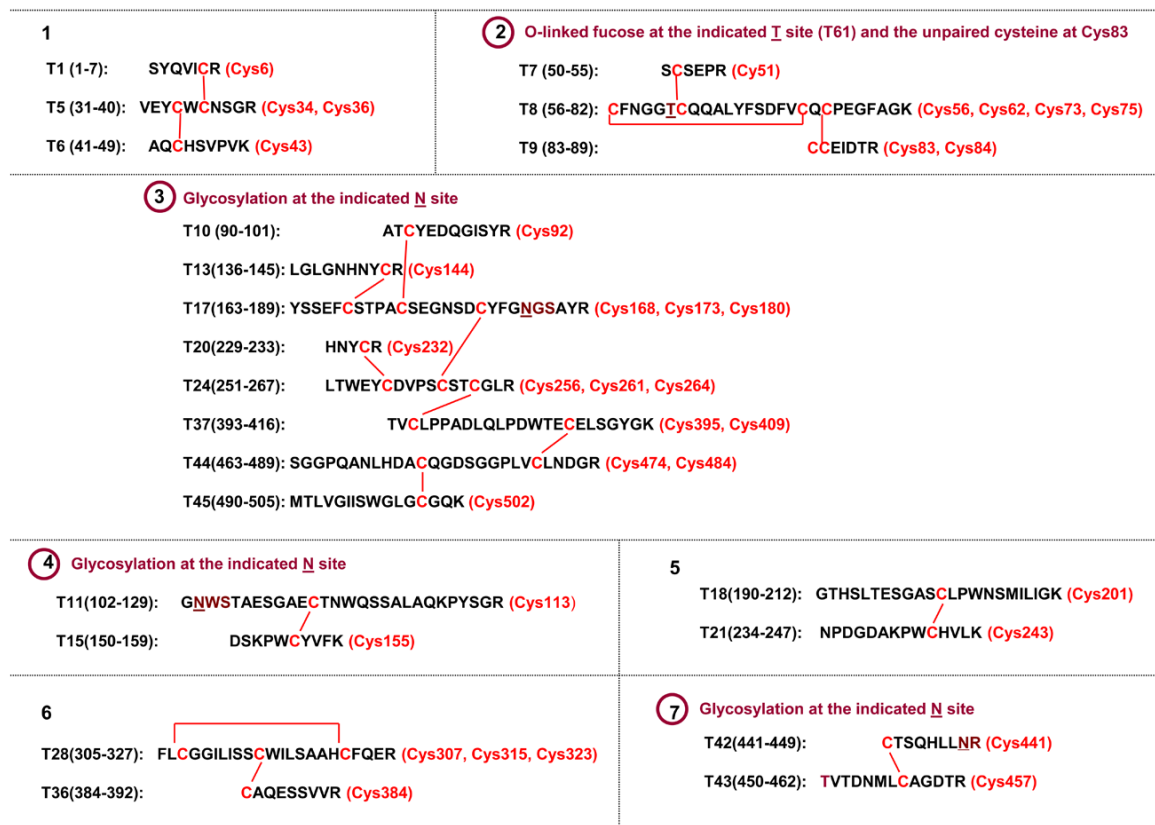 1
T1 (1-7): SYQVICR (Cys6)
T5 (31-40): VEYCWCNSGR (Cys34, Cys36)
T6 (41-49): AQCHSVPVK (Cys43)
2 O-linked fucose at the indicated T site (T61) and the unpaired cysteine at Cys83
T7 (50-55): SCSEPR (Cy51)
T8 (56-82): CFNGGTCQQALYFSDFVCQCPEGFAGK (Cys56, Cys62, Cys73, Cys75)
T9 (83-89): CCEIDTR (Cys83, Cys84)
3 Glycosylation at the indicated N site
T10 (90-101): ATCYEDQGISYR (Cys92)
T13(136-145): LGLGNHNYCR (Cys144)
T17(163-189): YSSEFCSTPACSEGNSDCYFGNGSAYR (Cys168, Cys173, Cys180)
T20(229-233): HNYCR (Cys232)
T24(251-267): LTWEYCDVPSCSTCGLR (Cys256, Cys261, Cys264)
T37(393-416): TVCLPPADLQLPDWTECELSGYGK (Cys395, Cys409)
T44(463-489): SGGPQANLHDACQGDSGGPLVCLNDGR (Cys474, Cys484)
T45(490-505): MTLVGIISWGLGCGQK (Cys502)
4 Glycosylation at the indicated N site
T11(102-129): GNWSTAESGAECTNWQSSALAQKPYSGR (Cys113)
T15(150-159): DSKPWCYVFK (Cys155)
5
T18(190-212): GTHSLTESGASCLPWNSMILIGK (Cys201)
T21(234-247): NPDGDAKPWCHVLK (Cys243)
6
T28(305-327): FLCGGILISSCWILSAAHCFQER (Cys307, Cys315, Cys323)
T36(384-392): CAQESSVVR (Cys384)
7 Glycosylation at the indicated N site
T42(441-449): CTSQHLLNR (Cys441)
T43(450-462): TVTDNMLCAGDTR (Cys457)